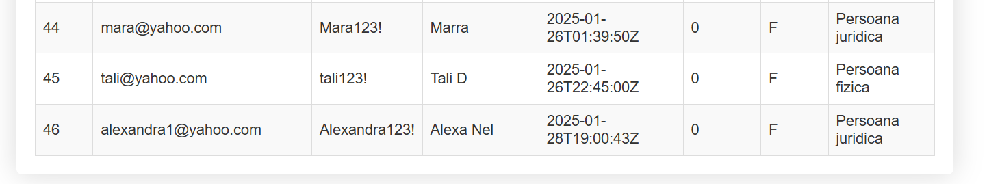 44 mara@yahoo.com Mara123! Marra 2025-01-26T01:39:50Z 0 F Persoana juridica
45 tali@yahoo.com tali123! Tali D 2025-01-26T22:45:00Z 0 F Persoana fizica
46 alexandra1@yahoo.com Alexandra123! Alexa Nel 2025-01-28T19:00:43Z 0 F Persoana juridica